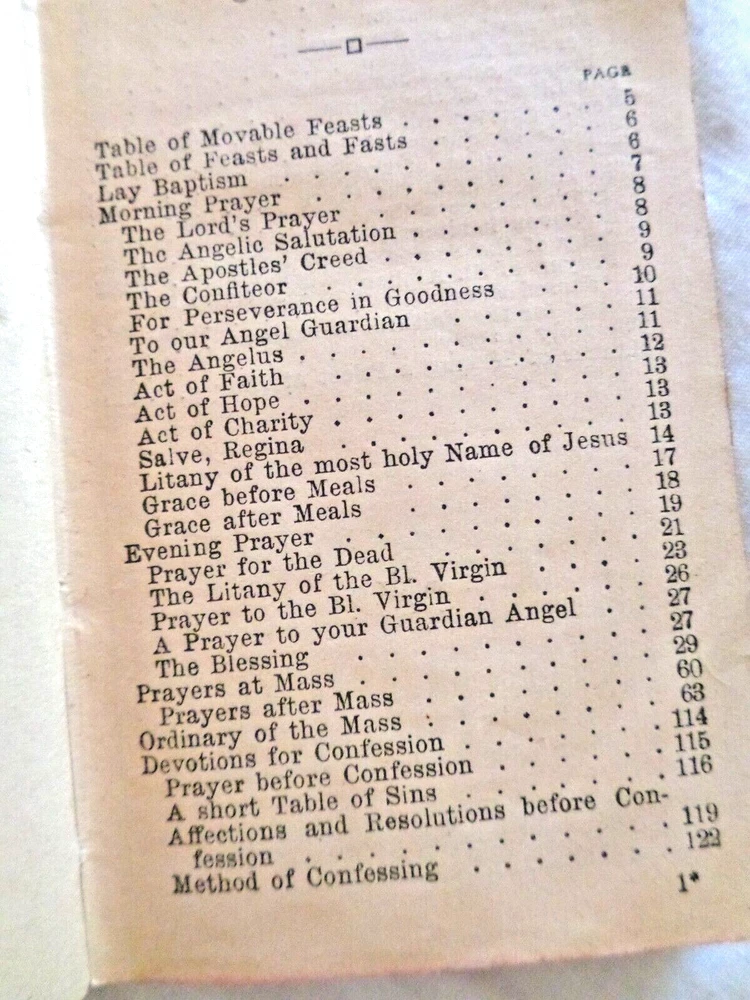 PAGE
Table of Movable Feasts . . . . . . 5
Table of Feasts and Fasts . . . . . 6
Lay Baptism . . . . . . . . . 6
Morning Prayer . . . . . . . . 7
The Lord's Prayer . . . . . . . 8
The Angelic Salutation . . . . . . 8
The Apostles' Creed . . . . . . . 9
The Confiteor . . . . . . . . 9
For Perseverance in Goodness . . . 10
To our Angel Guardian . . . . . . 11
The Angelus . . . . . . . . . 11
Act of Faith . . . . . . . . . 12
Act of Hope . . . . . . . . . 13
Act of Charity . . . . . . . . 13
Salve, Regina . . . . . . . . 13
Litany of the most holy Name of Jesus 14
Grace before Meals . . . . . . . 17
Grace after Meals . . . . . . . 18
Evening Prayer . . . . . . . . 19
Prayer for the Dead . . . . . . 21
The Litany of the Bl. Virgin . . . . 23
Prayer to the Bl. Virgin . . . . . 26
A Prayer to your Guardian Angel . . 27
The Blessing . . . . . . . . 27
Prayers at Mass . . . . . . . . 29
Prayers after Mass . . . . . . . 60
Ordinary of the Mass . . . . . . . 63
Devotions for Confession . . . . . . 114
Prayer before Confession . . . . . 115
A short Table of Sins . . . . . . 116
Affections and Resolutions before Con-
fession . . . . . . . . . . 119
Method of Confessing . . . . . . 122
1*